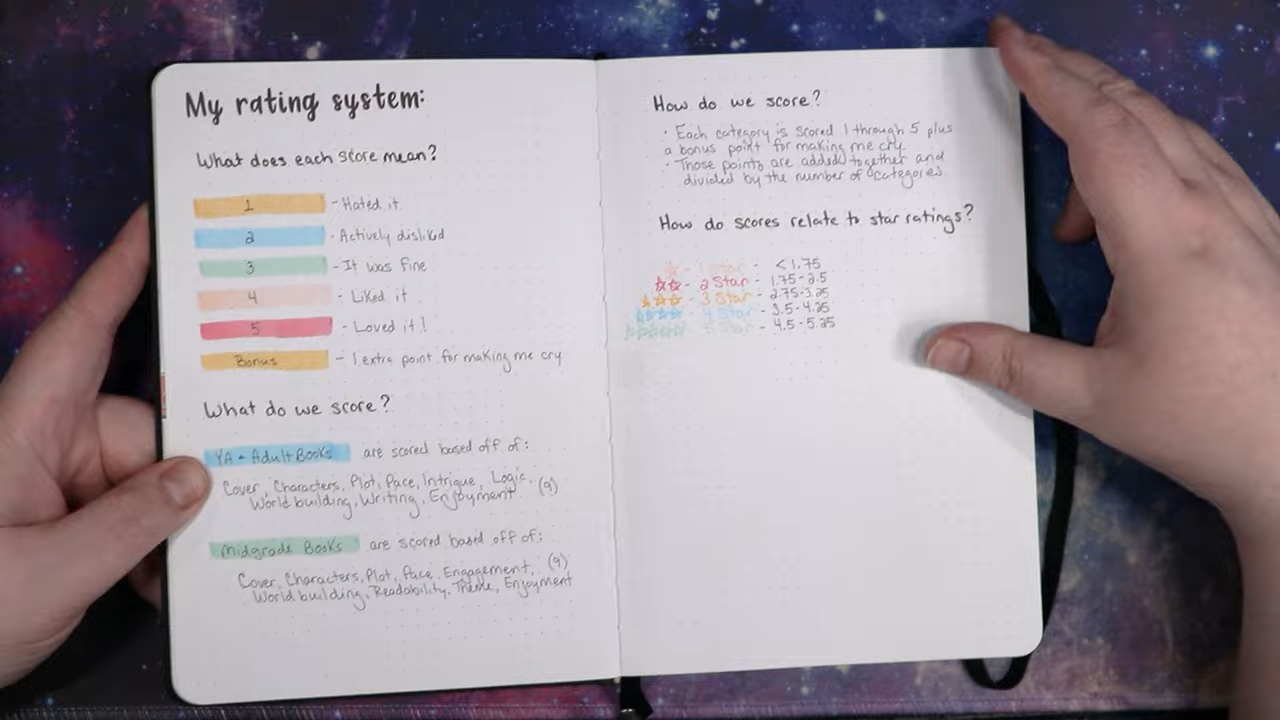 My rating system:
What does each score mean?
1 - Hated it
2 - Actively disliked
3 - It was fine
4 - Liked it
5 - Loved it!
Bonus - 1 extra point for making me cry
What do we score?
YA + Adult Books are scored based off of:
Cover, Characters, Plot, Pace, Intrigue, Logic,
World building, Writing, Enjoyment (9)
Midgrade Books are scored based off of:
Cover, Characters, Plot, Pace, Engagement, (9)
World building, Readability, Theme, Enjoyment
How do we score?
· Each category is scored 1 through 5 plus
a bonus point for making me cry.
· Those points are added together and
divided by the number of categories.
How do scores relate to star ratings?
1 Star - < 1.75
2 Star - 1.75-2.5
3 Star - 2.75-3.25
4 Star - 3.5-4.25
5 Star - 4.5-5.25